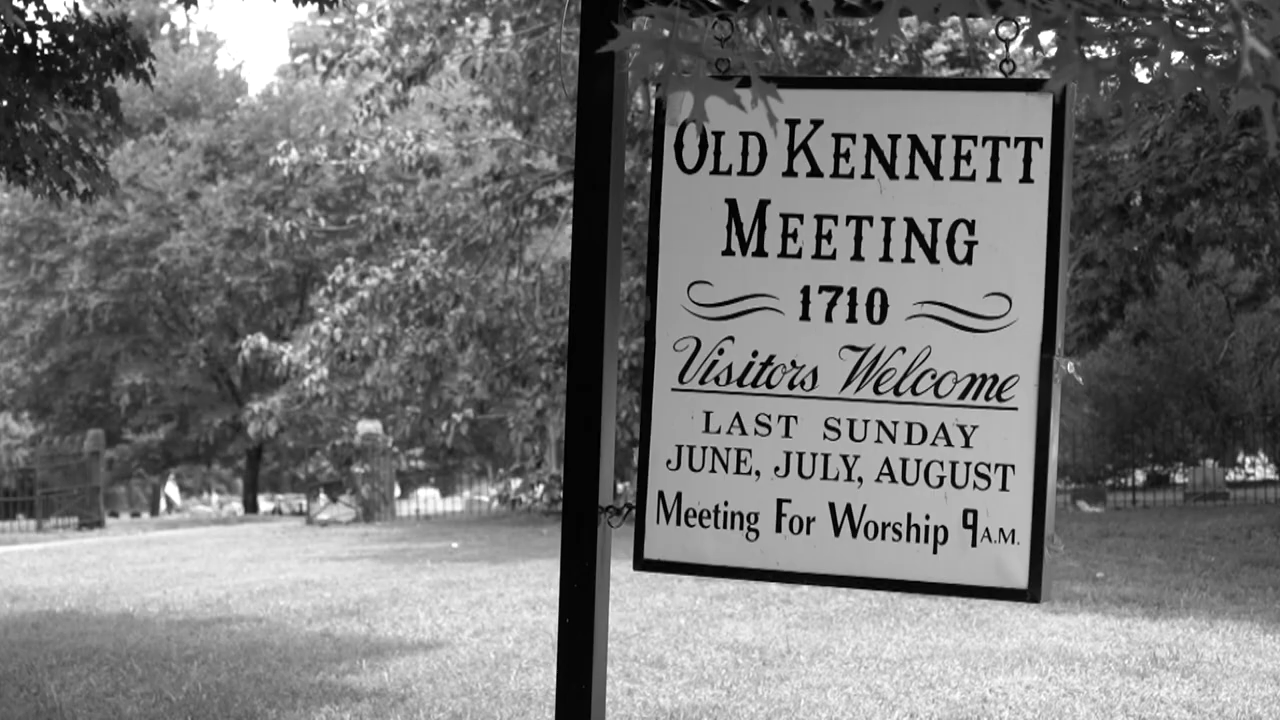 OLD KENNETT
MEETING
1710
Visitors Welcome
LAST SUNDAY
JUNE, JULY, AUGUST
Meeting For Worship 9 A.M.